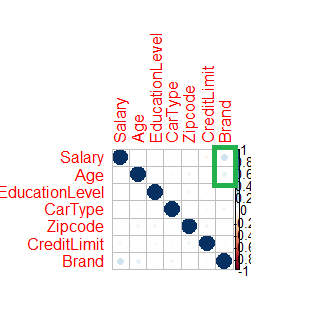 Salary
Age
EducationLevel
CarType
Zipcode
CreditLimit
Brand
Salary
Age
EducationLevel
CarType
Zipcode
CreditLimit
Brand
1
0.8
0.6
0.4
0.2
0
-0.2
-0.4
-0.6
-0.8
-1